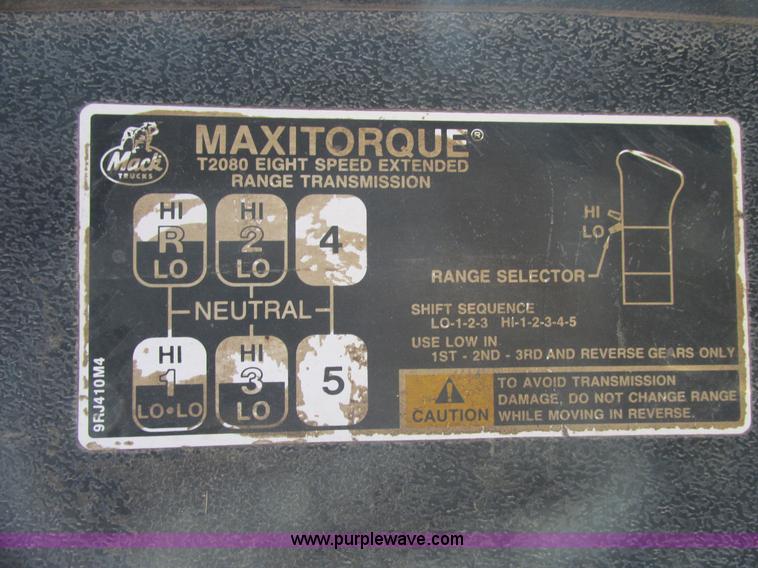 Mack
TRUCKS
MAXITORQUE®
T2080 EIGHT SPEED EXTENDED
RANGE TRANSMISSION
HI HI
R 2 4
LO LO
NEUTRAL
HI HI
1 3 5
LO•LO LO
9RJ410M4
HI
LO
RANGE SELECTOR
SHIFT SEQUENCE
LO-1-2-3 HI-1-2-3-4-5
USE LOW IN
1ST - 2ND - 3RD AND REVERSE GEARS ONLY
CAUTION
TO AVOID TRANSMISSION
DAMAGE, DO NOT CHANGE RANGE
WHILE MOVING IN REVERSE.
www.purplewave.com